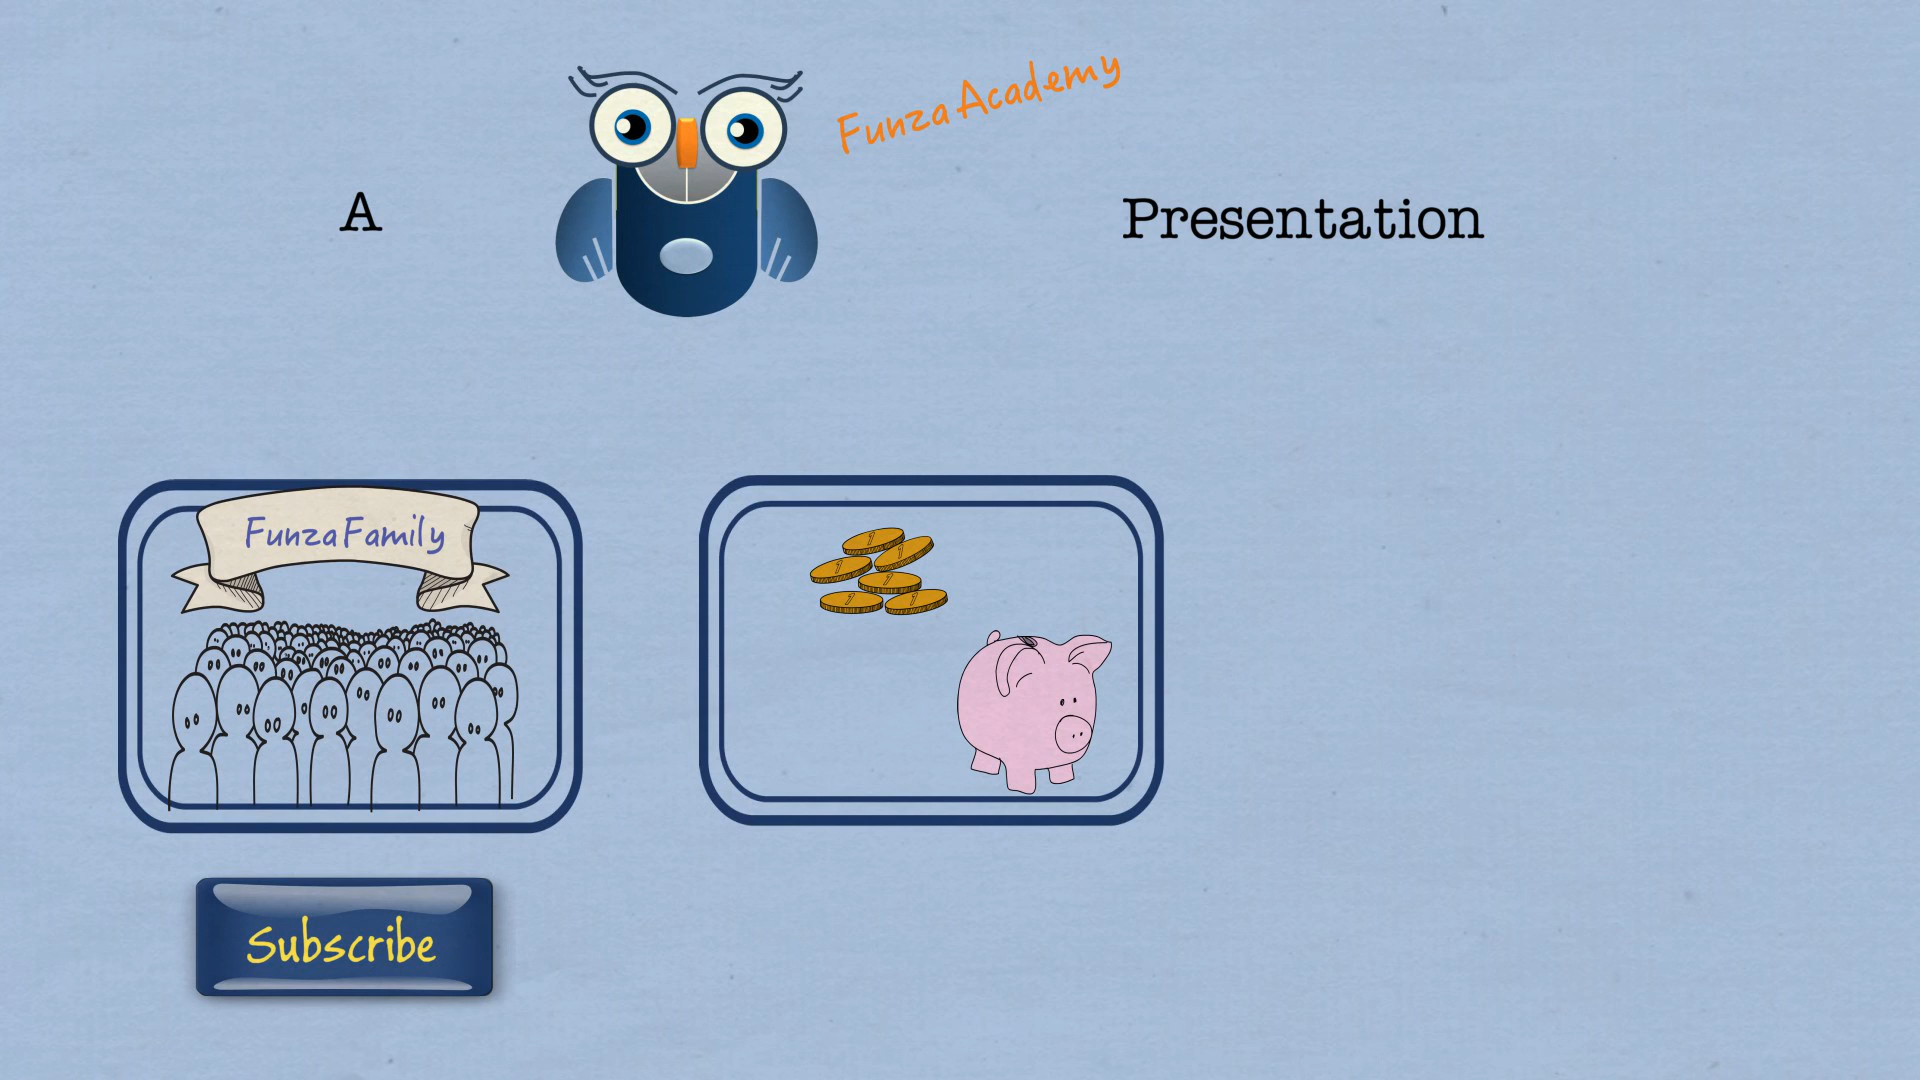 Funza Academy
A
Presentation
Funza Family
Subscribe